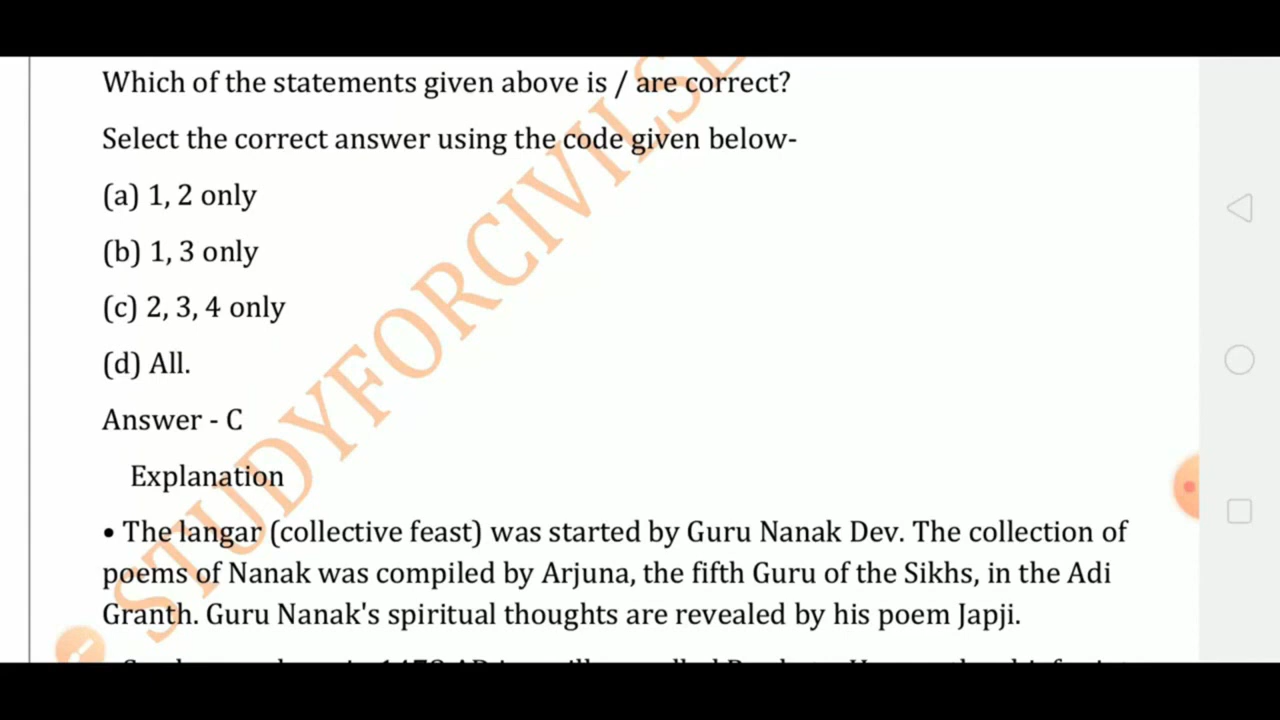 Which of the statements given above is / are correct?
Select the correct answer using the code given below-
(a) 1, 2 only
(b) 1, 3 only
(c) 2, 3, 4 only
(d) All.
Answer - C
Explanation
• The langar (collective feast) was started by Guru Nanak Dev. The collection of
poems of Nanak was compiled by Arjuna, the fifth Guru of the Sikhs, in the Adi
Granth. Guru Nanak's spiritual thoughts are revealed by his poem Japji.
STUDYFORCIVILSE